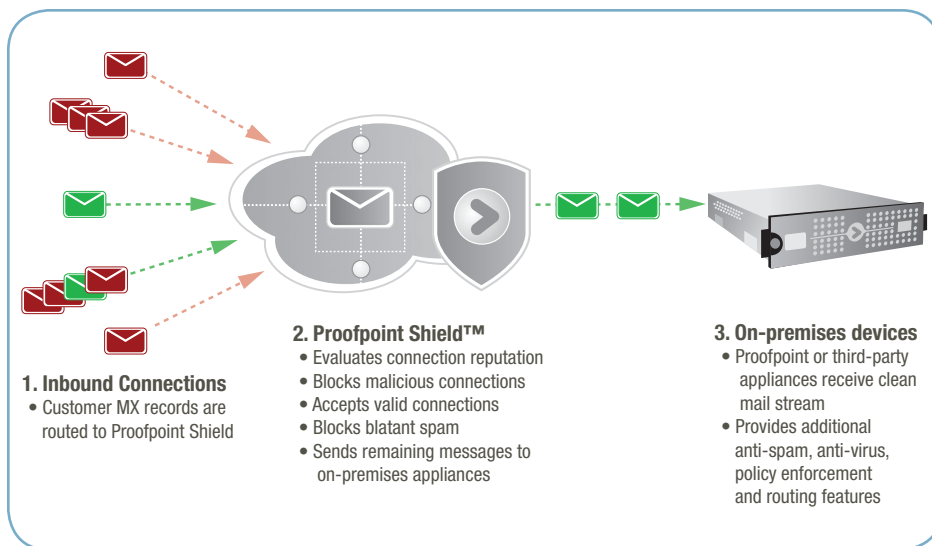 1. Inbound Connections
• Customer MX records are
routed to Proofpoint Shield
2. Proofpoint Shield™
• Evaluates connection reputation
• Blocks malicious connections
• Accepts valid connections
• Blocks blatant spam
• Sends remaining messages to
on-premises appliances
3. On-premises devices
• Proofpoint or third-party
appliances receive clean
mail stream
• Provides additional
anti-spam, anti-virus,
policy enforcement
and routing features